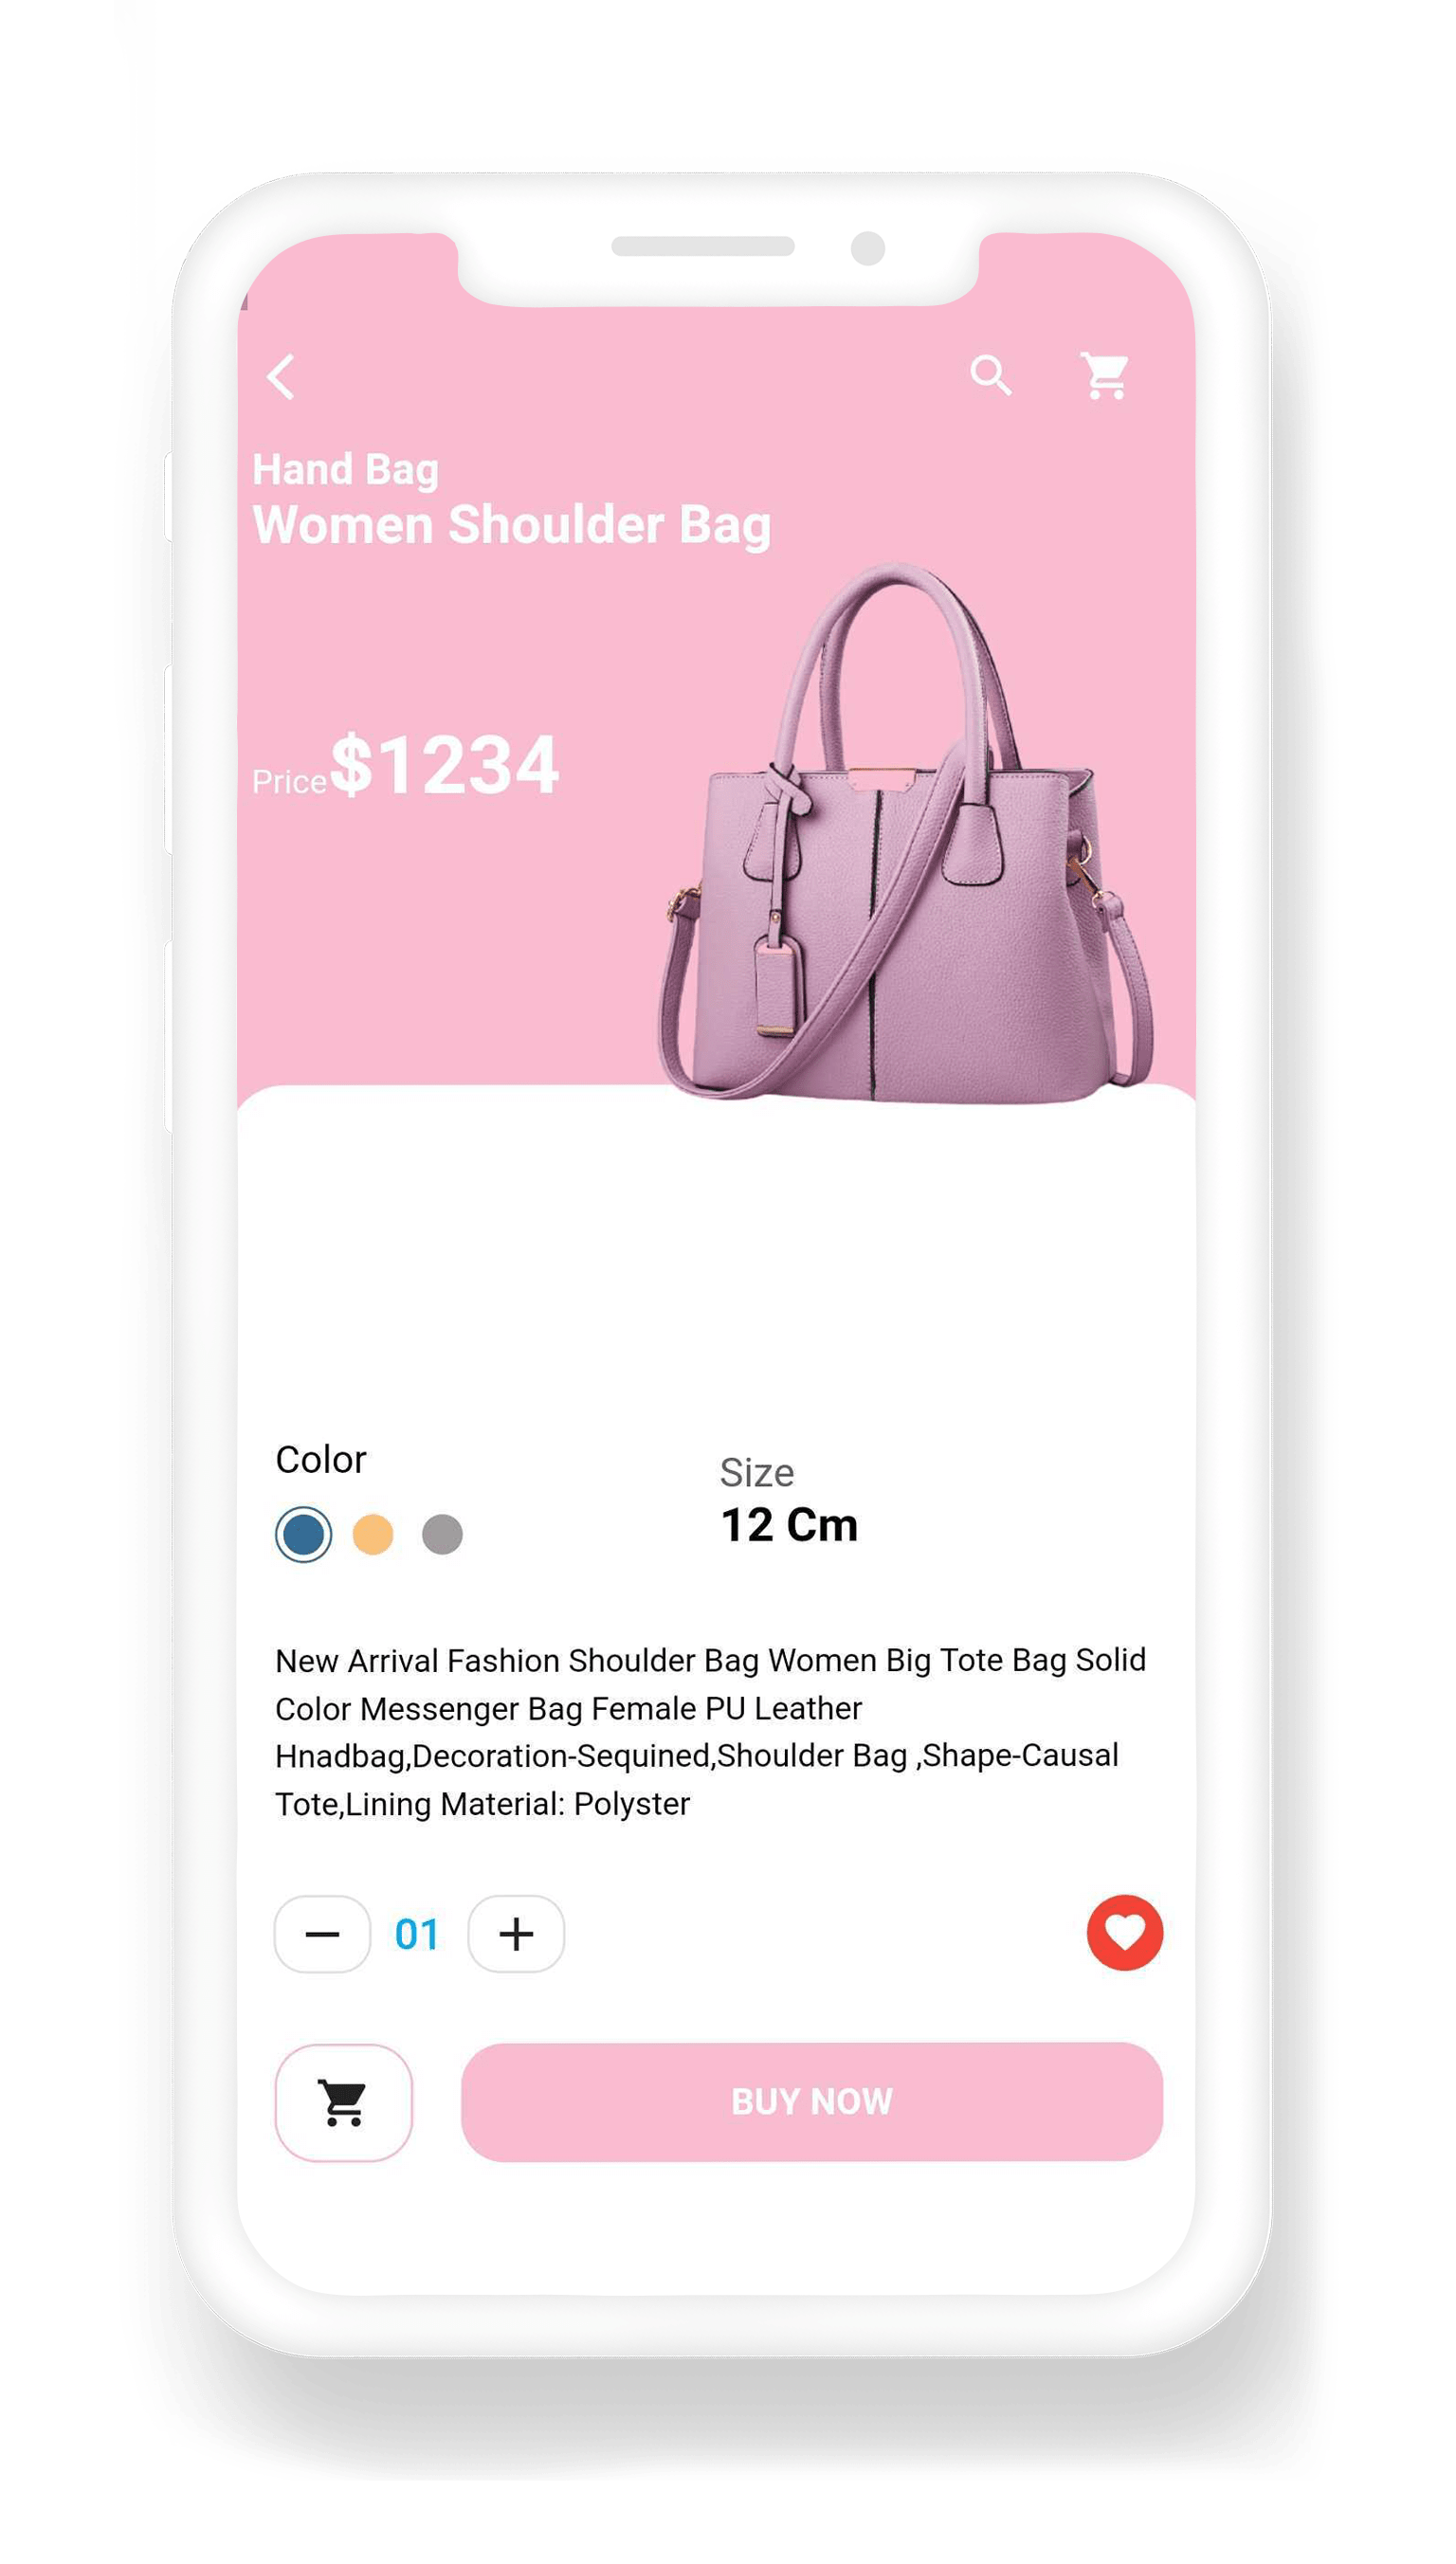 Hand Bag
Women Shoulder Bag
Price $1234
Color
Size
12 Cm
New Arrival Fashion Shoulder Bag Women Big Tote Bag Solid
Color Messenger Bag Female PU Leather
Hnadbag,Decoration-Sequined,Shoulder Bag ,Shape-Causal
Tote,Lining Material: Polyster
01
BUY NOW